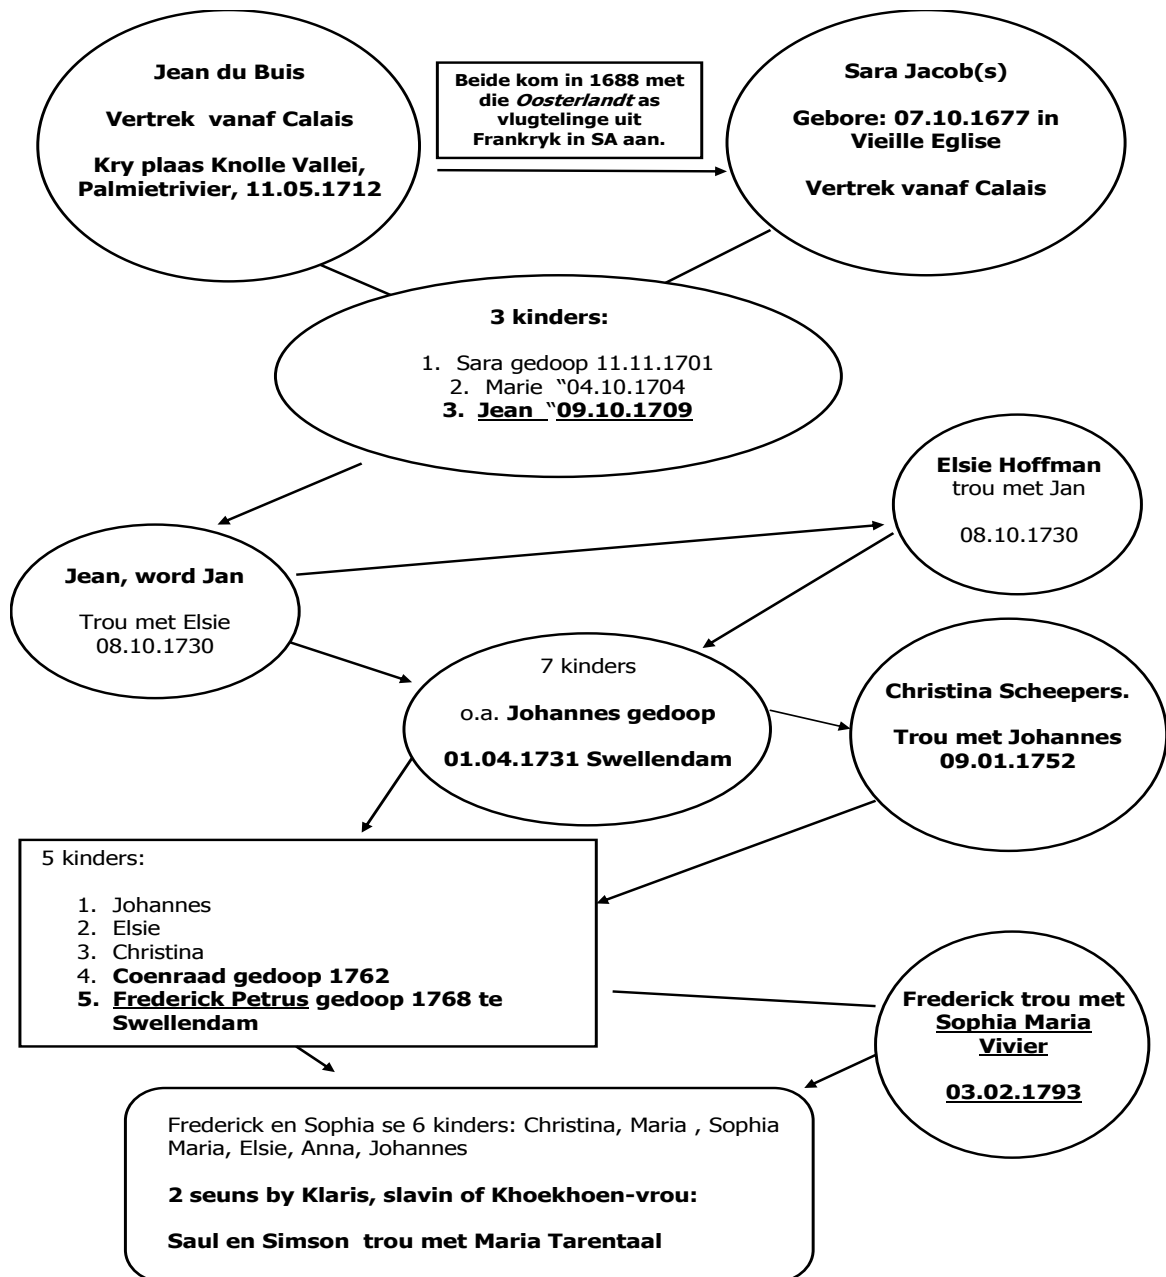 Jean du Buis
Vertrek vanaf Calais
Kry plaas Knolle Vallei,
Palmietrivier, 11.05.1712
Beide kom in 1688 met
die Oosterlandt as
vlugtelinge uit
Frankryk in SA aan.
Sara Jacob(s)
Gebore: 07.10.1677 in
Vieille Eglise
Vertrek vanaf Calais
3 kinders:
1. Sara gedoop 11.11.1701
2. Marie “04.10.1704
3. Jean “09.10.1709
Elsie Hoffman
trou met Jan
08.10.1730
Jean, word Jan
Trou met Elsie
08.10.1730
7 kinders
o.a. Johannes gedoop
01.04.1731 Swellendam
Christina Scheepers.
Trou met Johannes
09.01.1752
5 kinders:
1. Johannes
2. Elsie
3. Christina
4. Coenraad gedoop 1762
5. Frederick Petrus gedoop 1768 te
Swellendam
Frederick trou met
Sophia Maria
Vivier
03.02.1793
Frederick en Sophia se 6 kinders: Christina, Maria , Sophia
Maria, Elsie, Anna, Johannes
2 seuns by Klaris, slavin of Khoekhoen-vrou:
Saul en Simson trou met Maria Tarentaal